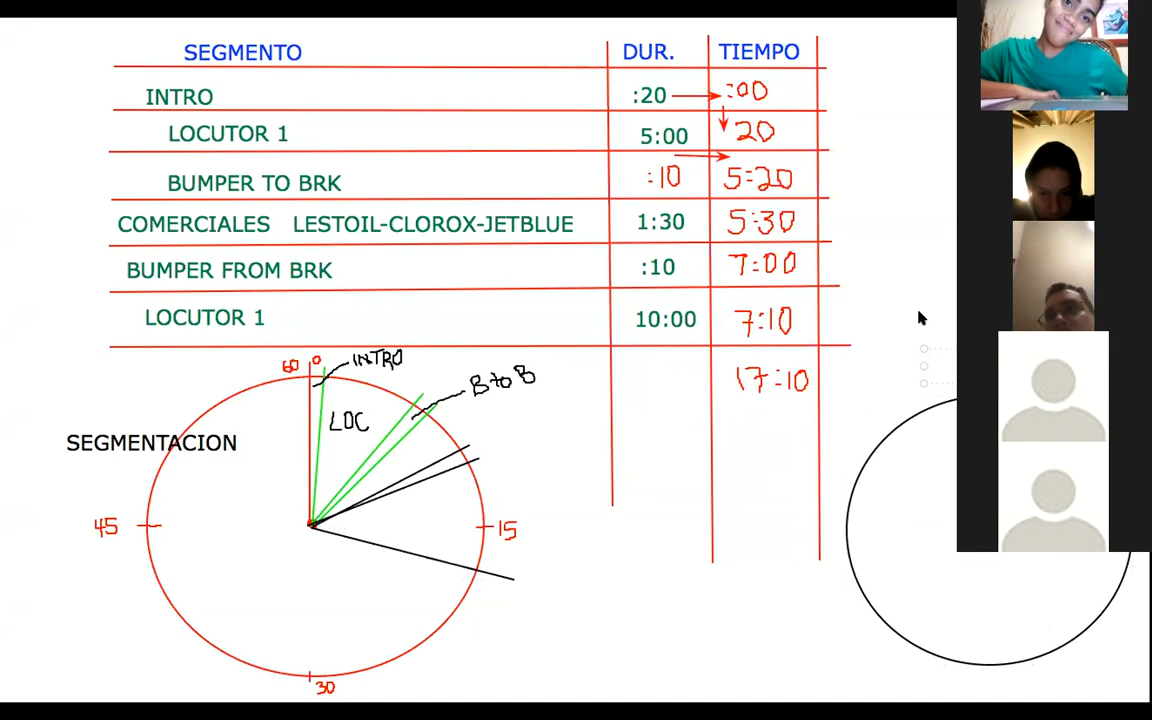 SEGMENTO DUR. TIEMPO
INTRO :20 :00
LOCUTOR 1 5:00 20
BUMPER TO BRK :10 5:20
COMERCIALES LESTOIL-CLOROX-JETBLUE 1:30 5:30
BUMPER FROM BRK :10 7:00
LOCUTOR 1 10:00 7:10
17:10
60 0 INTRO
B to B
LOC
SEGMENTACION
45 15
30